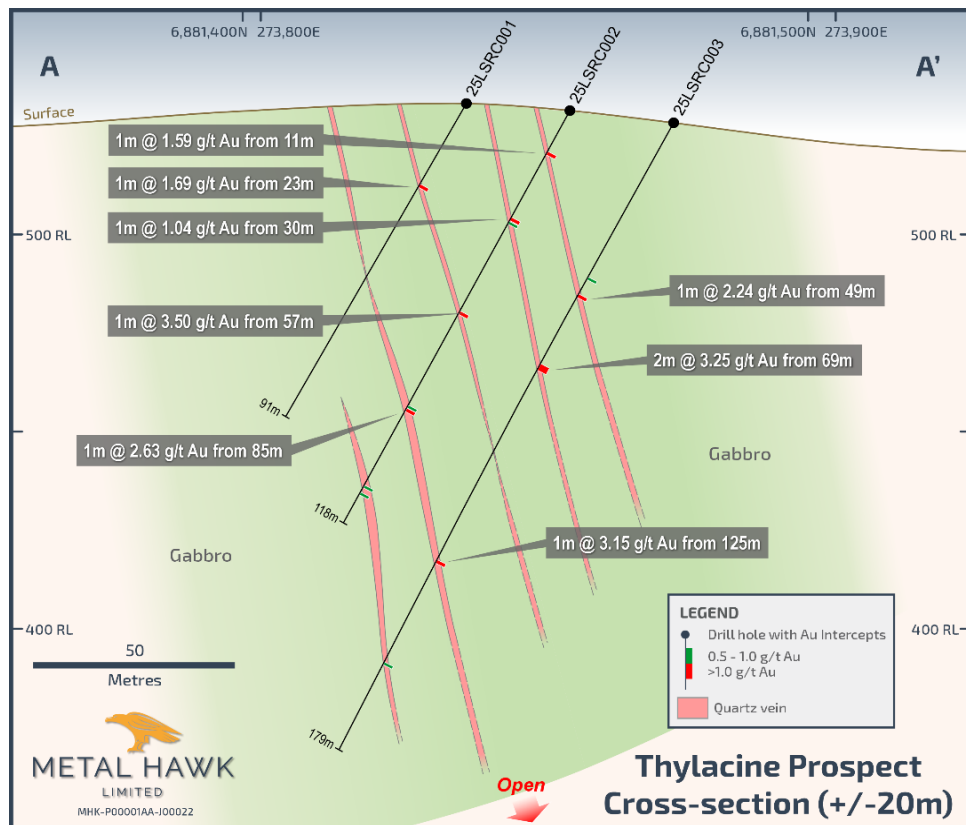 6,881,400N 273,800E
6,881,500N 273,900E
A
A'
25LSRC001
25LSRC002
25LSRC003
Surface
1m @ 1.59 g/t Au from 11m
1m @ 1.69 g/t Au from 23m
1m @ 1.04 g/t Au from 30m
500 RL
500 RL
1m @ 2.24 g/t Au from 49m
1m @ 3.50 g/t Au from 57m
2m @ 3.25 g/t Au from 69m
91m
1m @ 2.63 g/t Au from 85m
Gabbro
118m
1m @ 3.15 g/t Au from 125m
Gabbro
400 RL
400 RL
LEGEND
Drill hole with Au Intercepts
0.5 - 1.0 g/t Au
>1.0 g/t Au
Quartz vein
50
Metres
179m
METAL HAWK
LIMITED
MHK-P00001AA-J00022
Open
Thylacine Prospect
Cross-section (+/-20m)